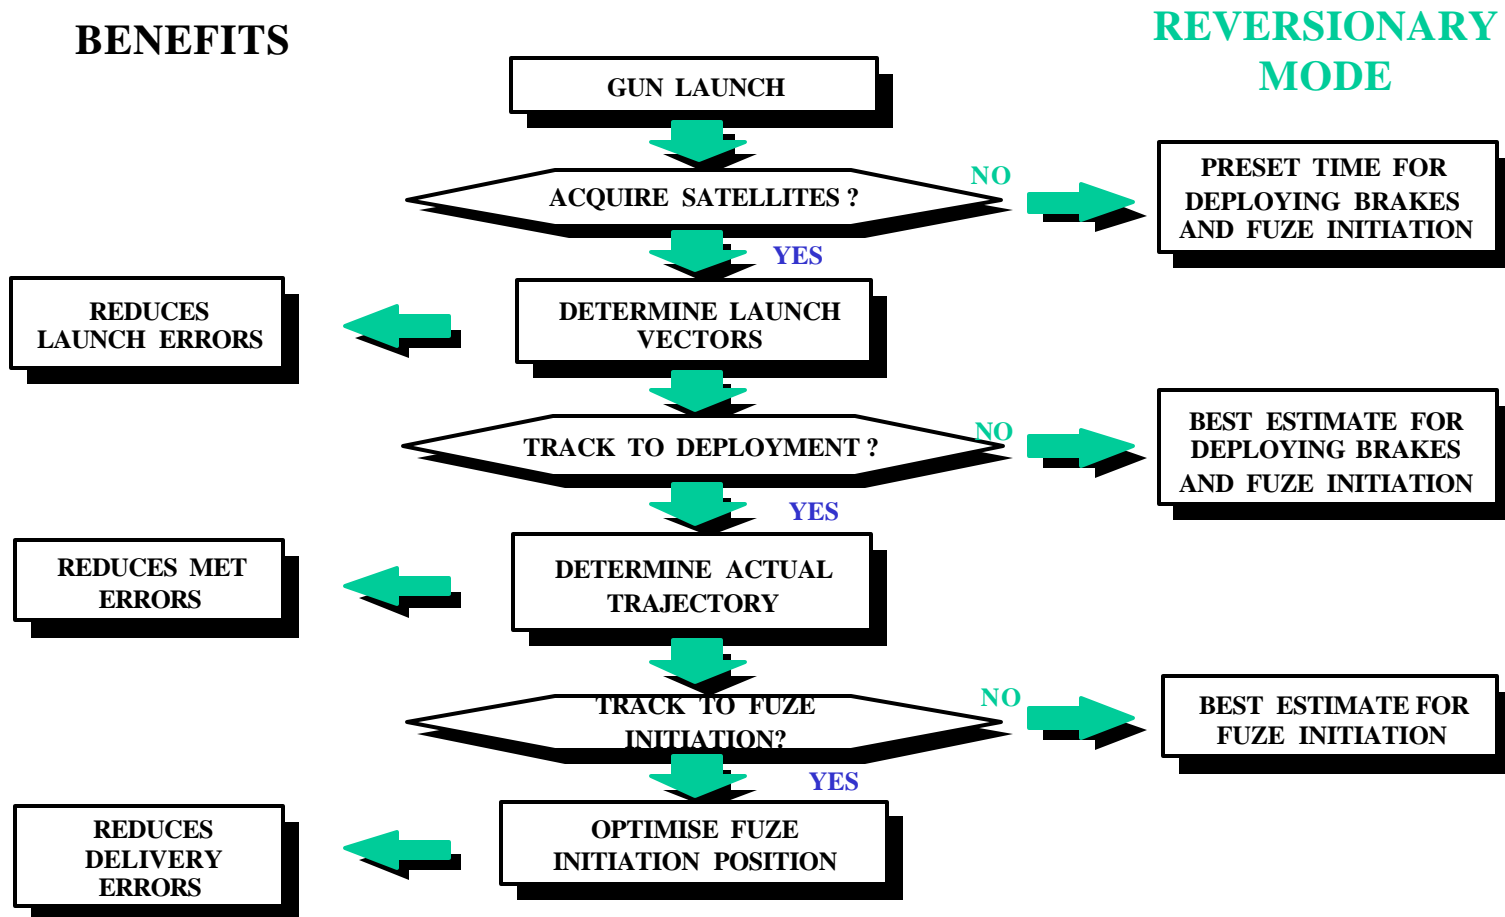 BENEFITS
REVERSIONARY
MODE
GUN LAUNCH
ACQUIRE SATELLITES ?
NO
PRESET TIME FOR
DEPLOYING BRAKES
AND FUZE INITIATION
YES
REDUCES
LAUNCH ERRORS
DETERMINE LAUNCH
VECTORS
TRACK TO DEPLOYMENT ?
NO
BEST ESTIMATE FOR
DEPLOYING BRAKES
AND FUZE INITIATION
YES
REDUCES MET
ERRORS
DETERMINE ACTUAL
TRAJECTORY
TRACK TO FUZE
INITIATION?
NO
BEST ESTIMATE FOR
FUZE INITIATION
YES
REDUCES
DELIVERY
ERRORS
OPTIMISE FUZE
INITIATION POSITION